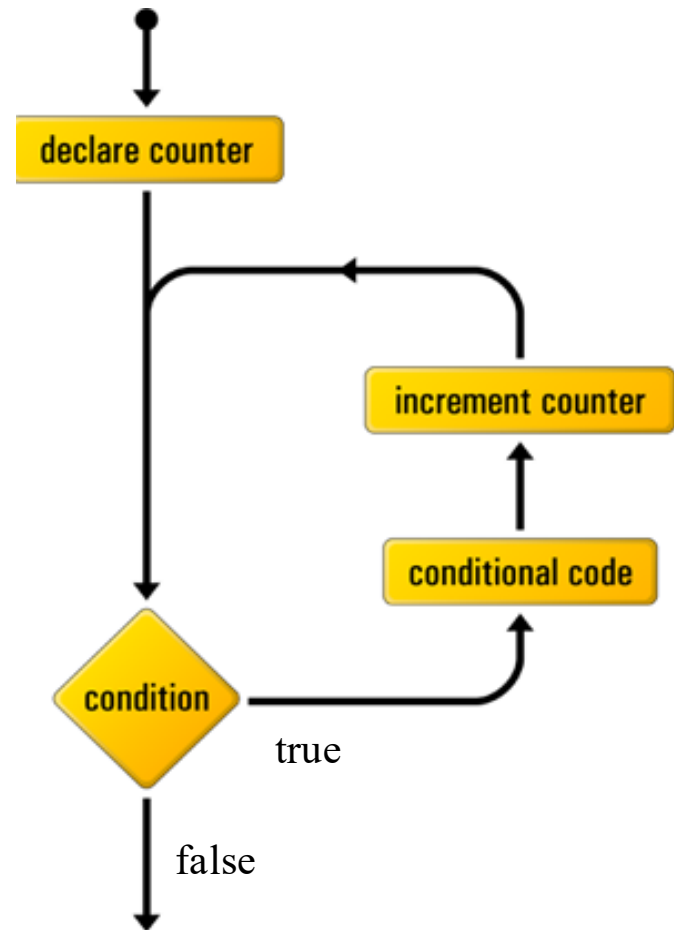 declare counter
increment counter
conditional code
condition
true
false